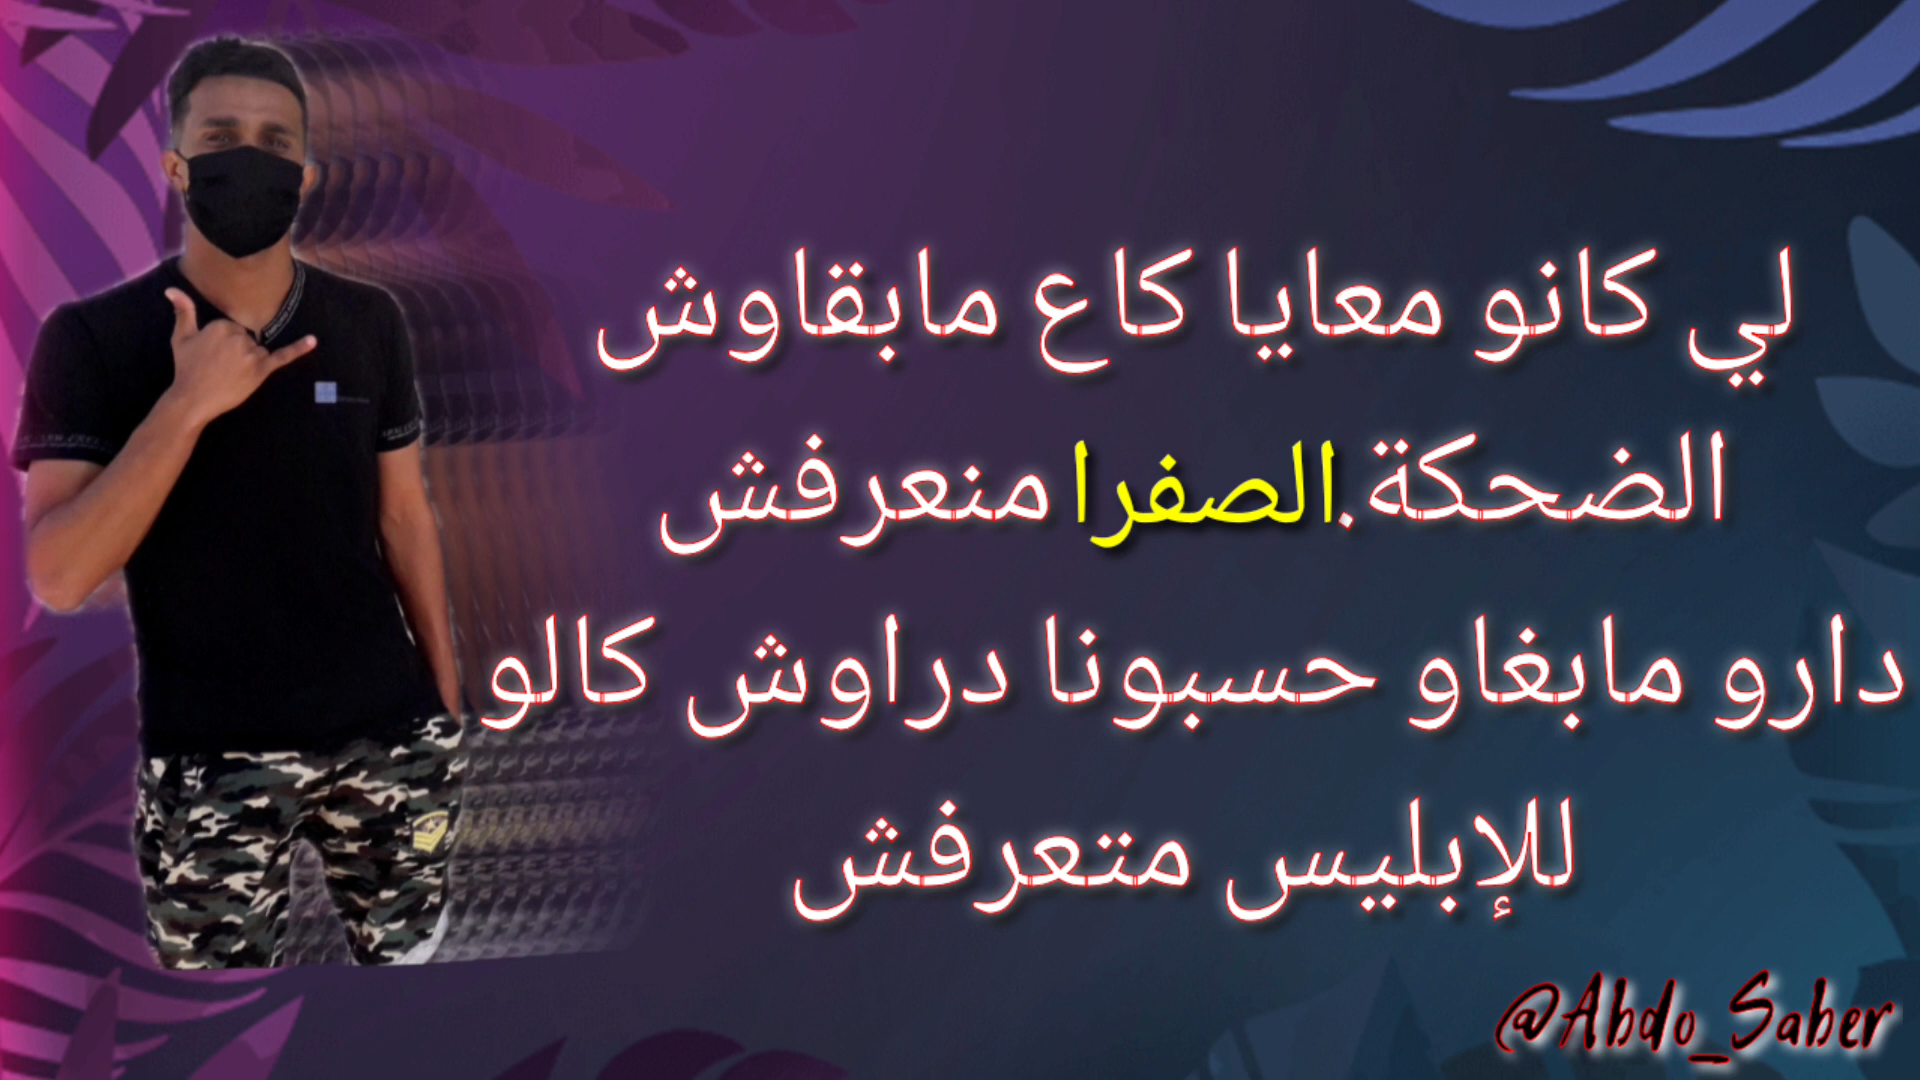 لي كانو معايا كاع مابقاوش
الضحكة.الصفرا منعرفش
دارو مابغاو حسبونا دراوش كالو
للإبليس متعرفش
@Abdo_Saber